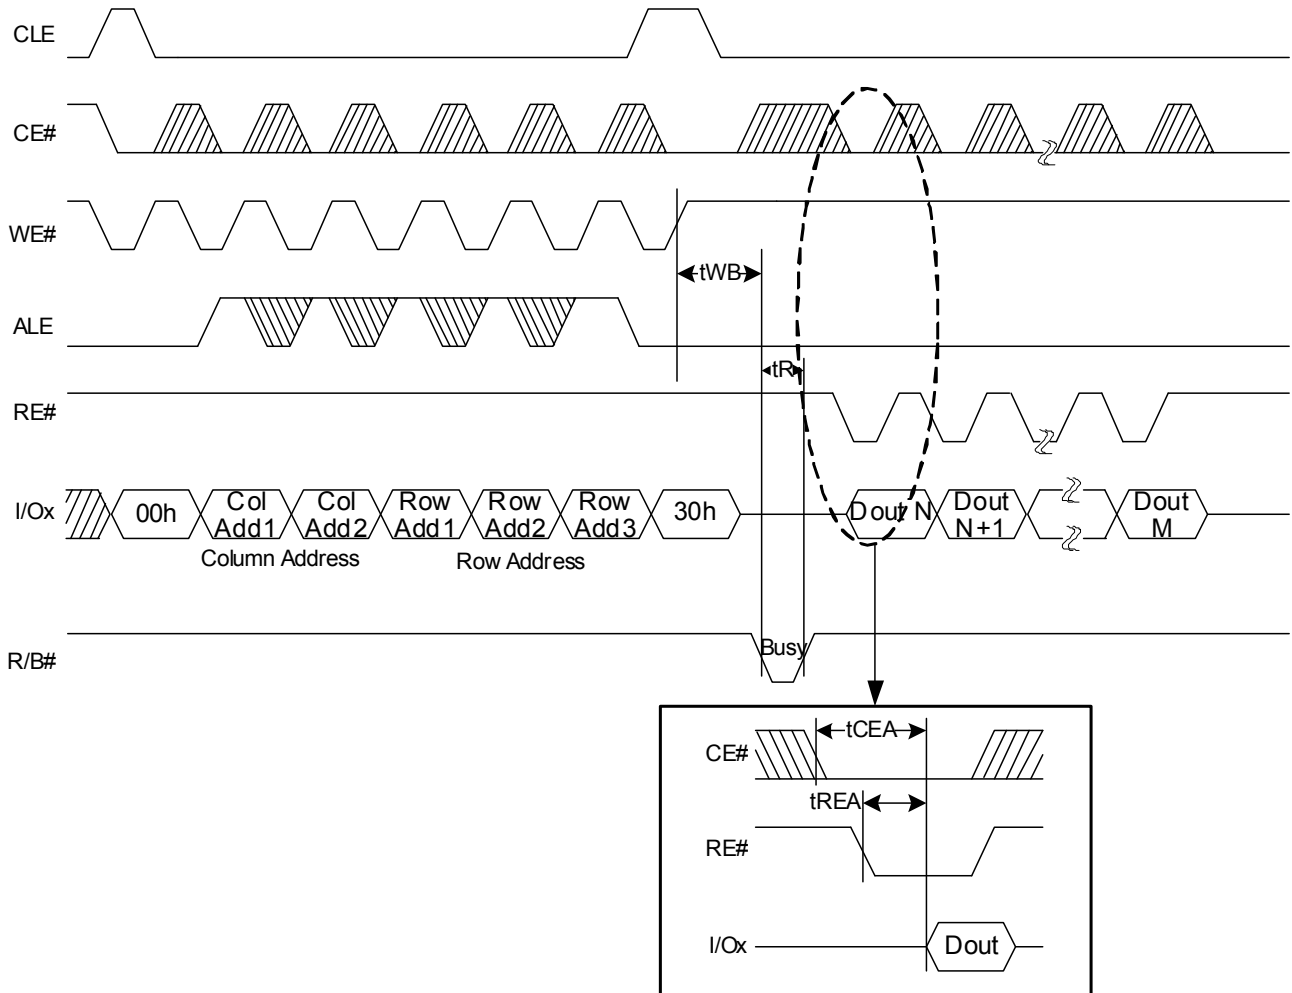 CLE
CE#
WE#
tWB
ALE
tR
RE#
I/Ox
00h
Col
Add1
Col
Add2
Row
Add1
Row
Add2
Row
Add3
30h
Dout N
Dout
N+1
Dout
M
Column Address
Row Address
R/B#
Busy
tCEA
CE#
tREA
RE#
I/Ox
Dout